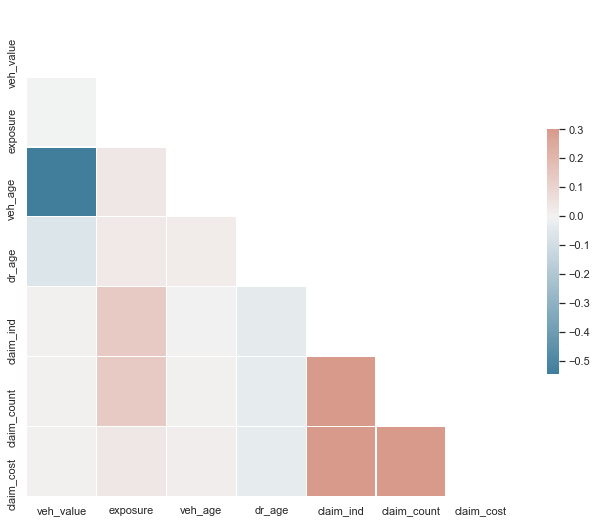 veh_value
exposure
veh_age
dr_age
claim_ind
claim_count
claim_cost
0.3
0.2
0.1
0.0
−0.1
−0.2
−0.3
−0.4
−0.5
veh_value exposure veh_age dr_age claim_ind claim_count claim_cost